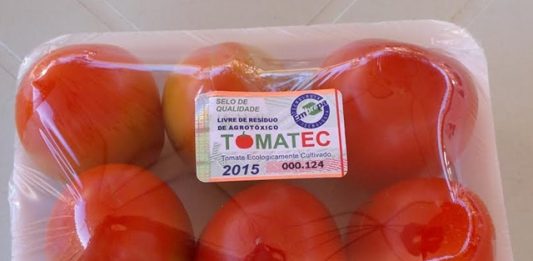 SELO DE
QUALIDADE
LIVRE DE RESÍDUO
DE AGROTÓXICO
TOMATEC
Tomate Ecologicamente Cultivado
2015 000.124